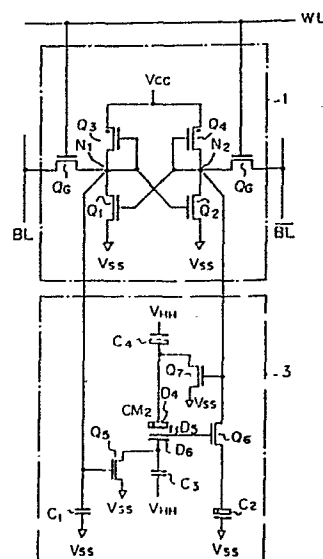 WL
Vcc
1
Q3
Q4
N1
N2
QG
QG
Q1
Q2
BL
BL
Vss
Vss
VHH
3
C4
Q7
D4
Vss
CM2
D5
Q5
D6
Q6
C3
C1
Vss
C2
VHH
Vss
Vss